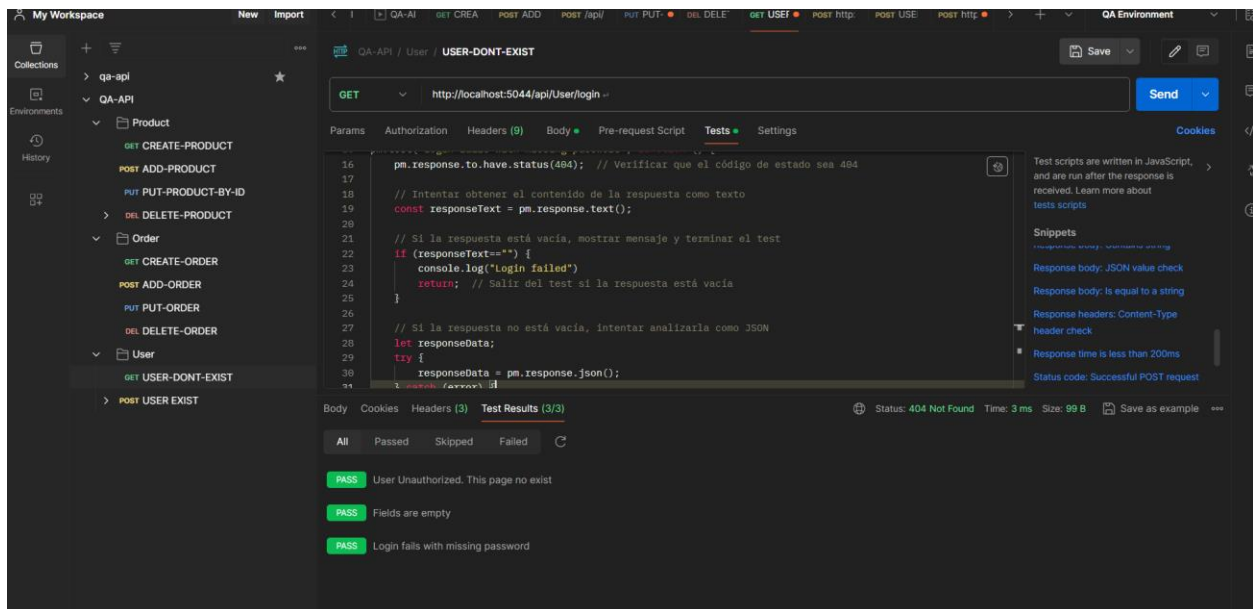 My Workspace
New
Import
QA-AI
GET CREA
POST ADD
POST /api/
PUT PUT-
DEL DELE
GET USEF
POST http:
POST USE
POST http
QA Environment
Collections
Environments
History
qa-api
QA-API
Product
GET CREATE-PRODUCT
POST ADD-PRODUCT
PUT PUT-PRODUCT-BY-ID
DEL DELETE-PRODUCT
Order
GET CREATE-ORDER
POST ADD-ORDER
PUT PUT-ORDER
DEL DELETE-ORDER
User
GET USER-DONT-EXIST
POST USER EXIST
HTTP QA-API / User / USER-DONT-EXIST
Save
GET
http://localhost:5044/api/User/login
Send
Params
Authorization
Headers (9)
Body
Pre-request Script
Tests
Settings
Cookies
16 pm.response.to.have.status(404); // Verificar que el código de estado sea 404
17
18 // Intentar obtener el contenido de la respuesta como texto
19 const responseText = pm.response.text();
20
21 // Si la respuesta está vacía, mostrar mensaje y terminar el test
22 if (responseText=="") {
23 console.log("Login failed")
24 return; // Salir del test si la respuesta está vacía
25 }
26
27 // Si la respuesta no está vacía, intentar analizarla como JSON
28 let responseData;
29 try {
30 responseData = pm.response.json();
31 } catch (error) {
Test scripts are written in JavaScript,
and are run after the response is
received. Learn more about
tests scripts
Snippets
Response body: Contains string
Response body: JSON value check
Response body: Is equal to a string
Response headers: Content-Type
header check
Response time is less than 200ms
Status code: Successful POST request
Body
Cookies
Headers (3)
Test Results (3/3)
Status: 404 Not Found
Time: 3 ms
Size: 99 B
Save as example
All
Passed
Skipped
Failed
PASS User Unauthorized. This page no exist
PASS Fields are empty
PASS Login fails with missing password